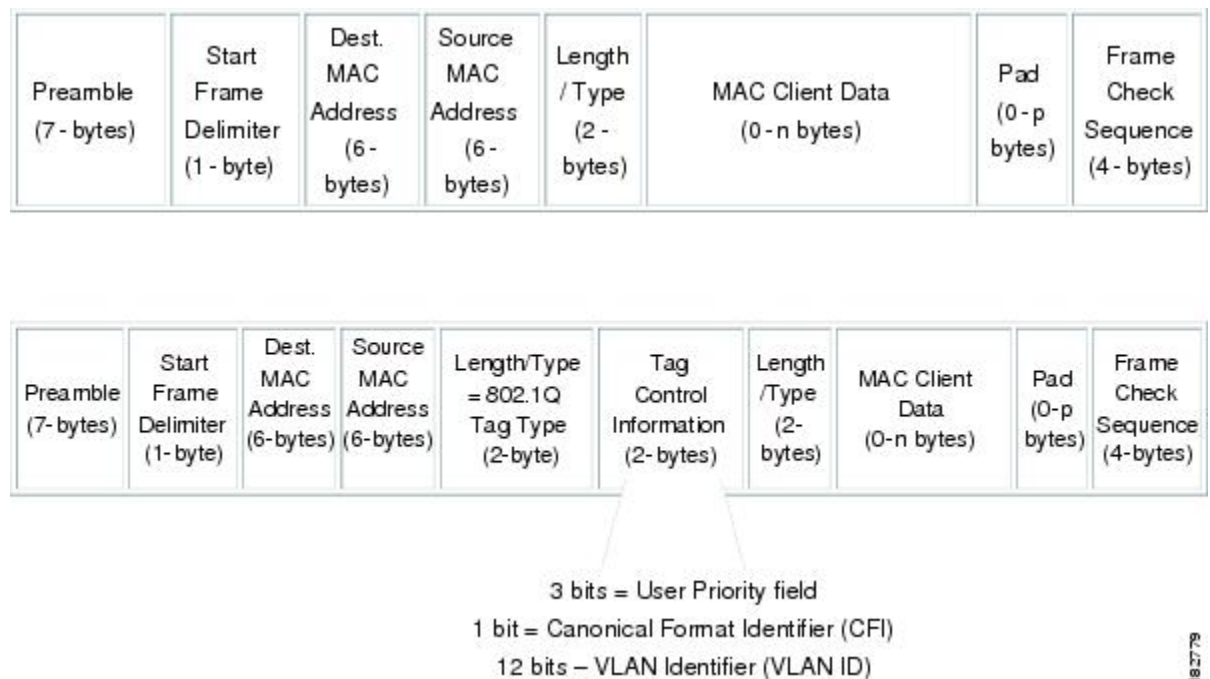 Preamble
(7 - bytes)
Start
Frame
Delimiter
(1 - byte)
Dest.
MAC
Address
(6 -
bytes)
Source
MAC
Address
(6 -
bytes)
Length
/ Type
(2 -
bytes)
MAC Client Data
(0 - n bytes)
Pad
(0 - p
bytes)
Frame
Check
Sequence
(4 - bytes)
Preamble
(7- bytes)
Start
Frame
Delimiter
(1- byte)
Dest.
MAC
Address
(6-bytes)
Source
MAC
Address
(6-bytes)
Length/Type
= 802.1Q
Tag Type
(2-byte)
Tag
Control
Information
(2- bytes)
Length
/Type
(2-
bytes)
MAC Client
Data
(0-n bytes)
Pad
(0-p
bytes)
Frame
Check
Sequence
(4-bytes)
3 bits = User Priority field
1 bit = Canonical Format Identifier (CFI)
12 bits – VLAN Identifier (VLAN ID)